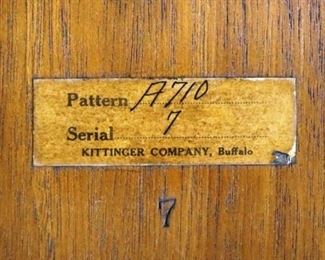 Pattern A710
Serial 7
KITTINGER COMPANY, Buffalo
7